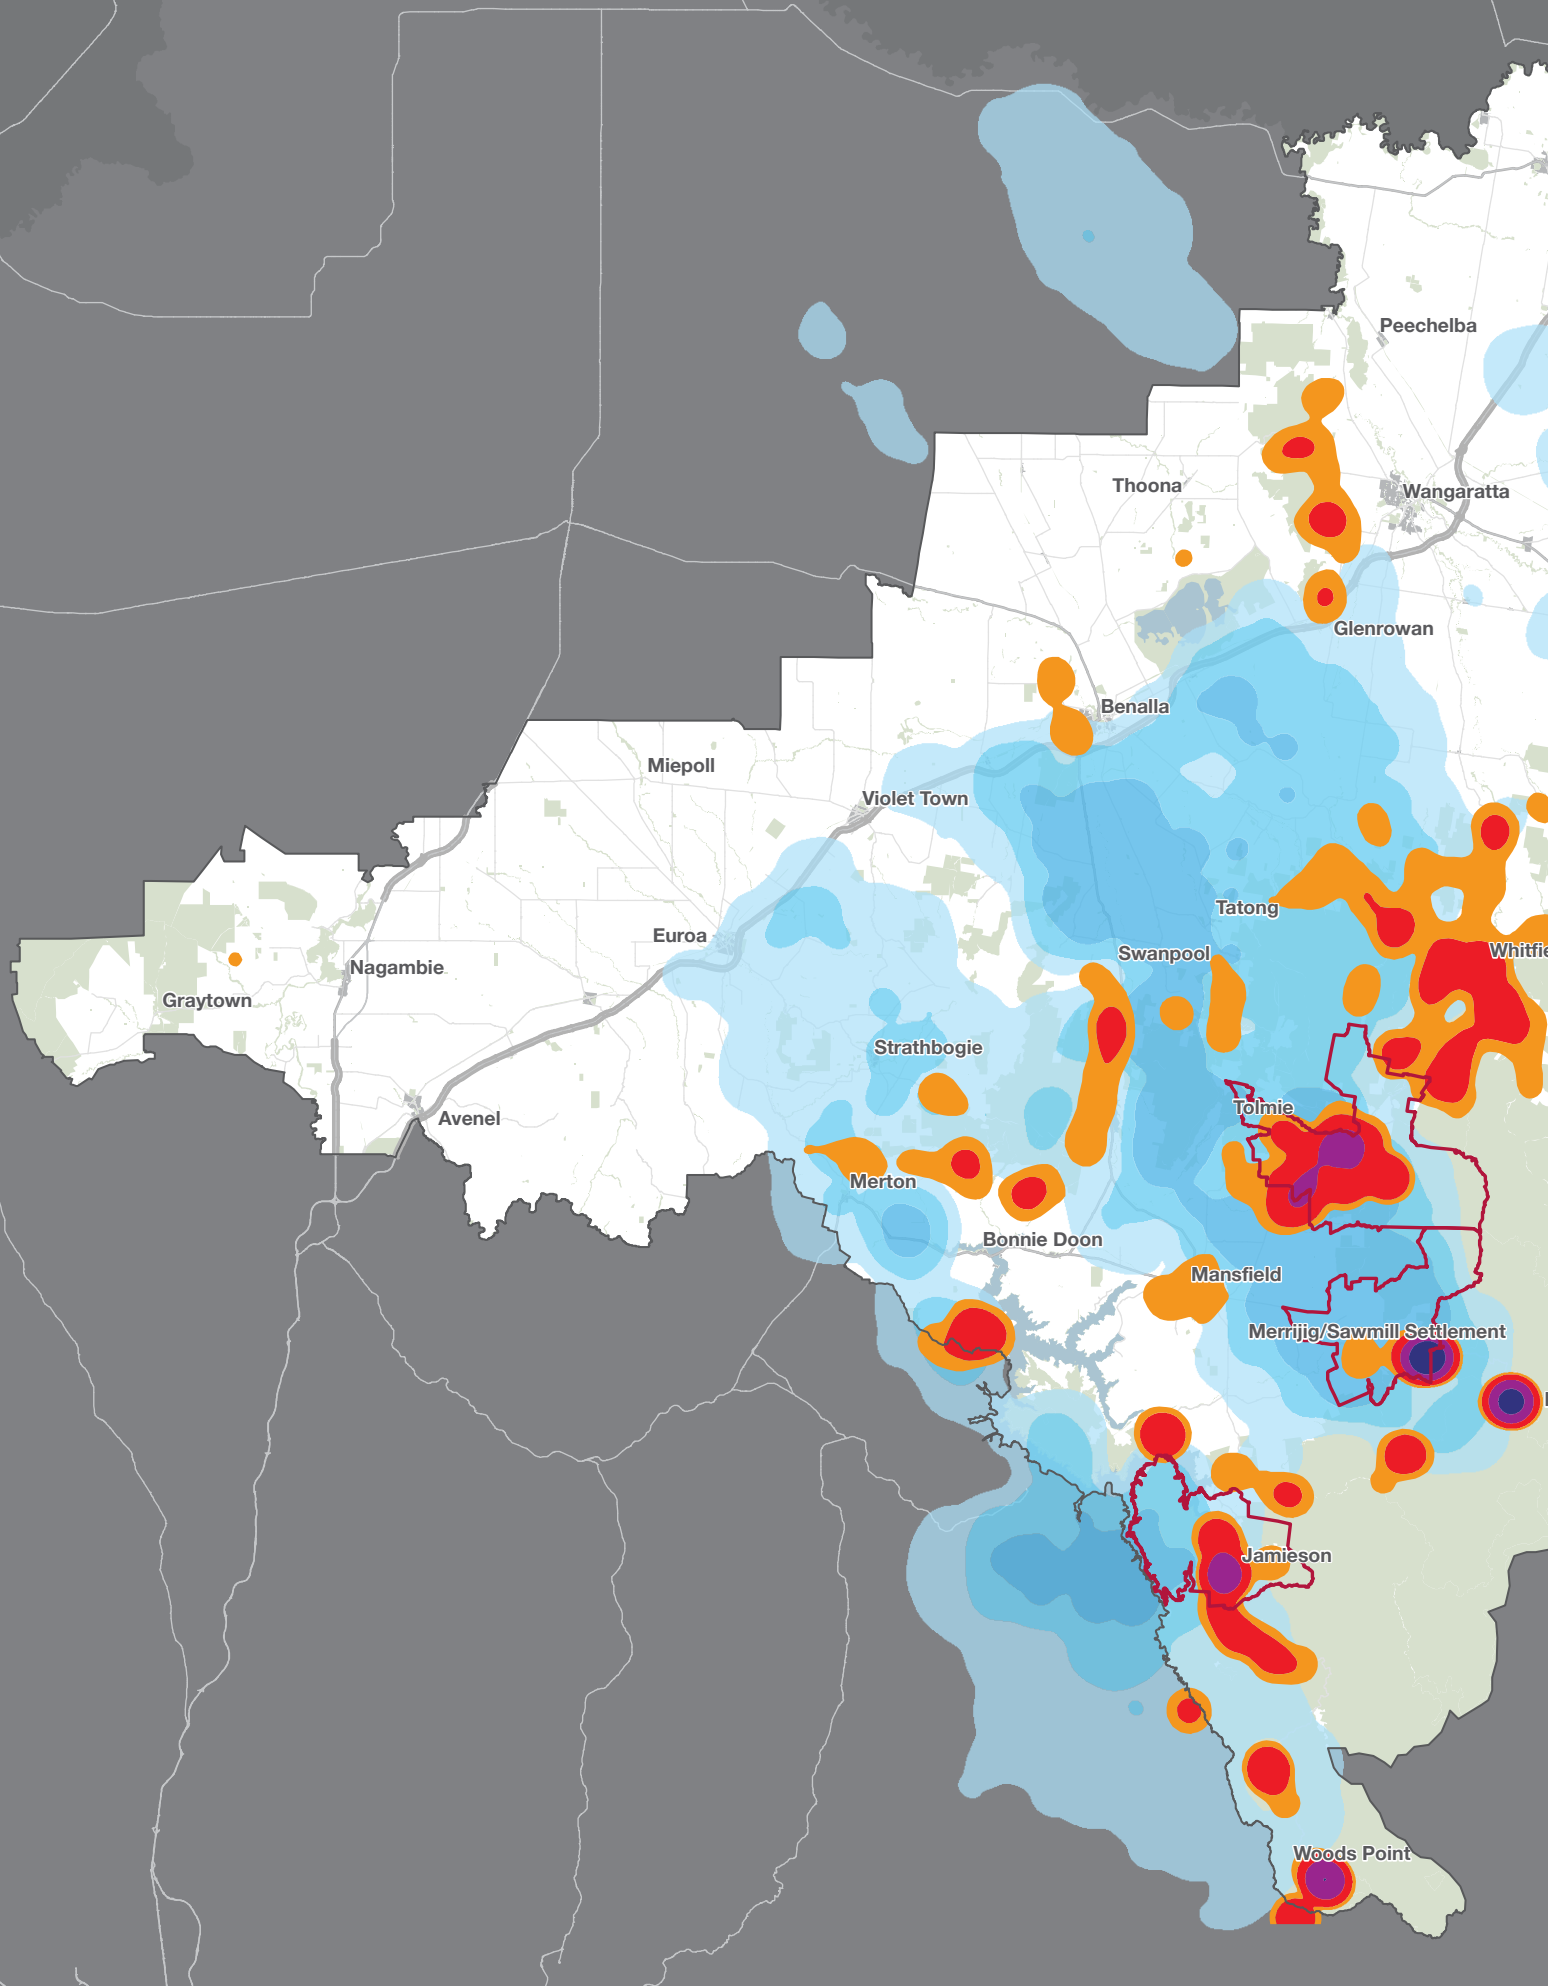 Peechelba
Thoona
Wangaratta
Glenrowan
Benalla
Miepoll
Violet Town
Tatong
Euroa
Swanpool
Whitfie
Nagambie
Graytown
Strathbogie
Tolmie
Avenel
Merton
Bonnie Doon
Mansfield
Merrijig/Sawmill Settlement
Jamieson
Woods Point